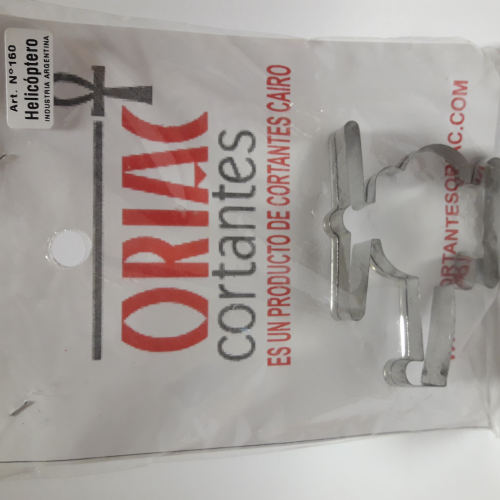 Art. N°160
Helicóptero
INDUSTRIA ARGENTINA
ORIAC
cortantes
ES UN PRODUCTO DE CORTANTES CAIRO